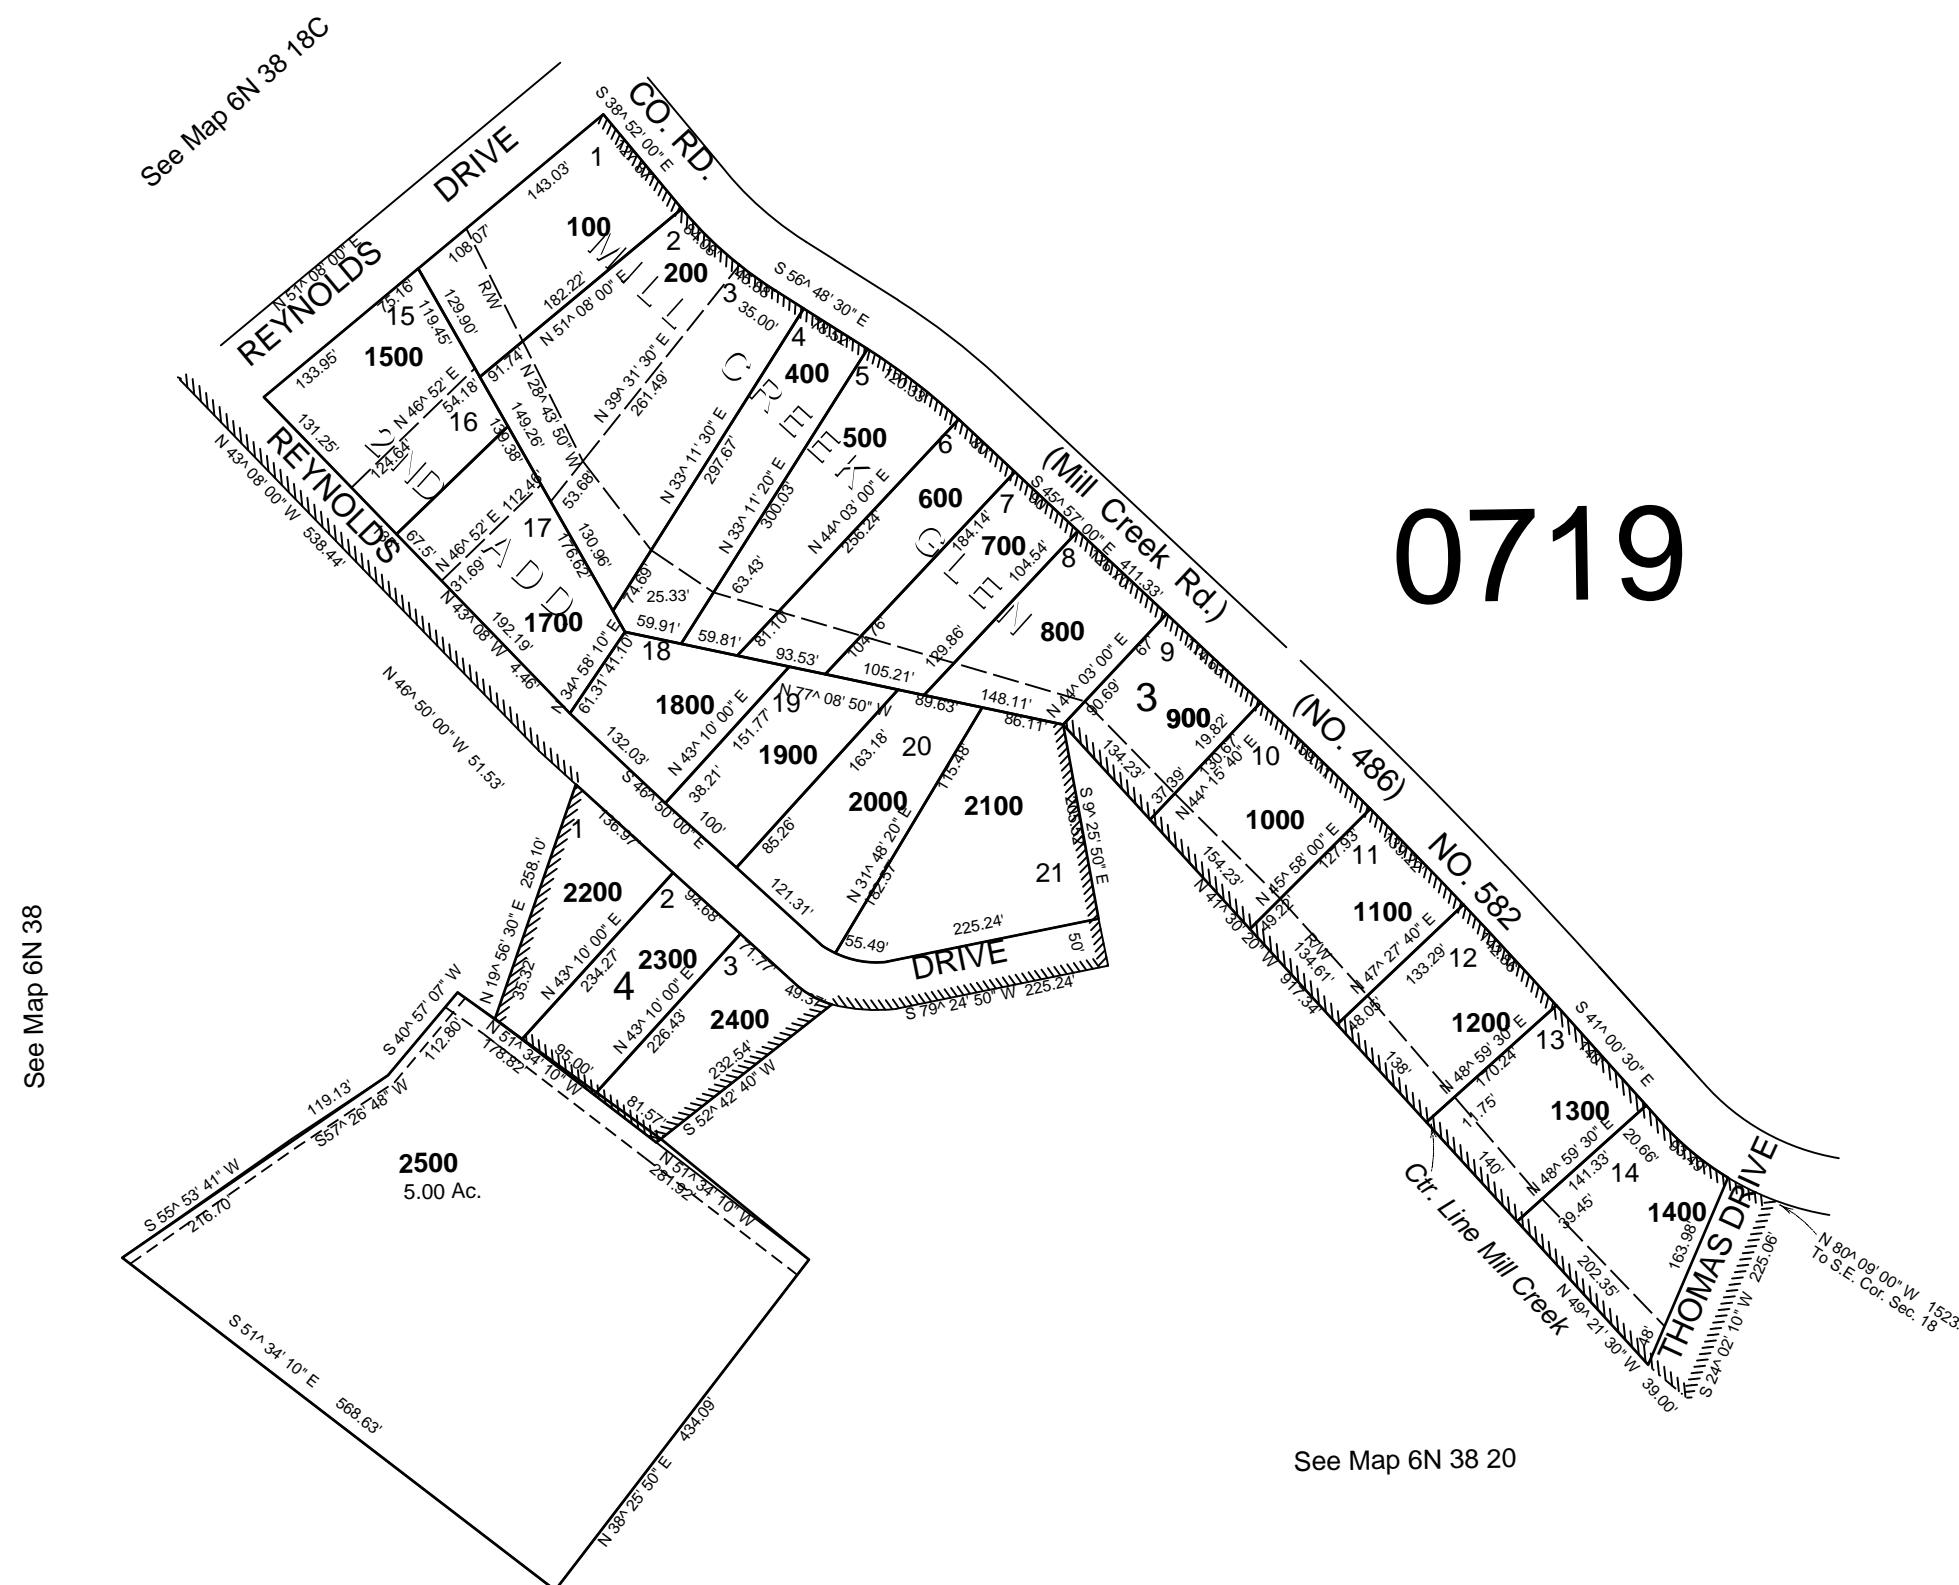 See Map 6N 38 18C
CO. RD.
S 38^ 52' 00" E
REYNOLDS DRIVE
N 51^ 08' 00" E
143.03'
1
100
108.07'
182.22'
N 51^ 08' 00" E
R/W
2
200
3
35.00'
S 56^ 48' 30" E
MILL CREEK GLEN
2ND ADD
75.16'
15
1500
133.95'
131.25'
119.45'
129.90'
91.74'
N 46^ 52' E
54.18'
124.64'
16
149.26'
139.38'
N 28^ 43' 50" W
53.68'
N 39^ 31' 30" E
261.49'
4
400
N 33^ 11' 30" E
297.67'
5
500
120.33'
N 33^ 11' 20" E
300.03'
63.43'
6
600
N 44^ 03' 00" E
256.24'
81.10'
7
700
184.14'
104.76'
8
800
104.54'
129.86'
(Mill Creek Rd.)
S 45^ 57' 00" E 411.33'
0719
REYNOLDS
N 43^ 08' 00" W 538.44'
67.5'
N 46^ 52' E 112.46'
31.69'
17
1700
130.96'
176.62'
192.19'
N 43^ 08' W 4.46'
N 34^ 58' 10" E
61.31' 41.10'
74.69'
25.33'
59.91'
59.81'
93.53'
105.21'
148.11'
N 77^ 08' 50" W
89.63'
86.11'
18
1800
132.03'
N 43^ 10' 00" E
151.77'
38.21'
19
1900
100'
S 46^ 50' 00" E
85.26'
163.18'
20
2000
121.31'
115.48'
N 31^ 48' 20" E
182.57'
2100
21
S 9^ 25' 50" E
225.24'
50'
55.49'
DRIVE
S 79^ 24' 50" W 225.24'
N 46^ 50' 00" W 51.53'
N 44^ 03' 00" E
67'
90.69'
9
3
900
134.23'
19.82'
130.67'
37.39'
N 44^ 15' 40" E
(NO. 486)
10
1000
154.23'
N 45^ 58' 00" E
127.93'
49.22'
NO. 582
11
1100
139.22'
N 41^ 30' 20" W 917.34'
R/W
134.61'
N 47^ 27' 40" E
133.29'
48.05'
12
1200
138'
S 41^ 00' 30" E
N 48^ 59' 30" E
170.24'
11.75'
13
1300
140'
N 48^ 59' 30" E
141.33'
39.45'
20.66'
14
1400
163.98'
202.35'
48'
N 49^ 21' 30" W
39.00'
THOMAS DRIVE
S 24^ 02' 10" W 225.06'
N 80^ 09' 00" W 1523.
To S.E. Cor. Sec. 18
Ctr. Line Mill Creek
258.10'
N 19^ 56' 30" E
35.32'
1
2200
136.97'
N 43^ 10' 00" E
234.27'
2
2300
4
94.68'
N 43^ 10' 00" E
226.43'
3
2400
71.77'
49.37'
232.54'
S 52^ 42' 40" W
95.00'
81.57'
N 51^ 34' 10" W
178.82'
S 40^ 57' 07" W
112.80'
119.13'
S57^ 26' 48" W
S 55^ 53' 41" W
216.70'
2500
5.00 Ac.
N 51^ 34' 10" W
281.92'
S 51^ 34' 10" E 568.63'
N 38^ 25' 50" E 434.09'
See Map 6N 38
See Map 6N 38 20